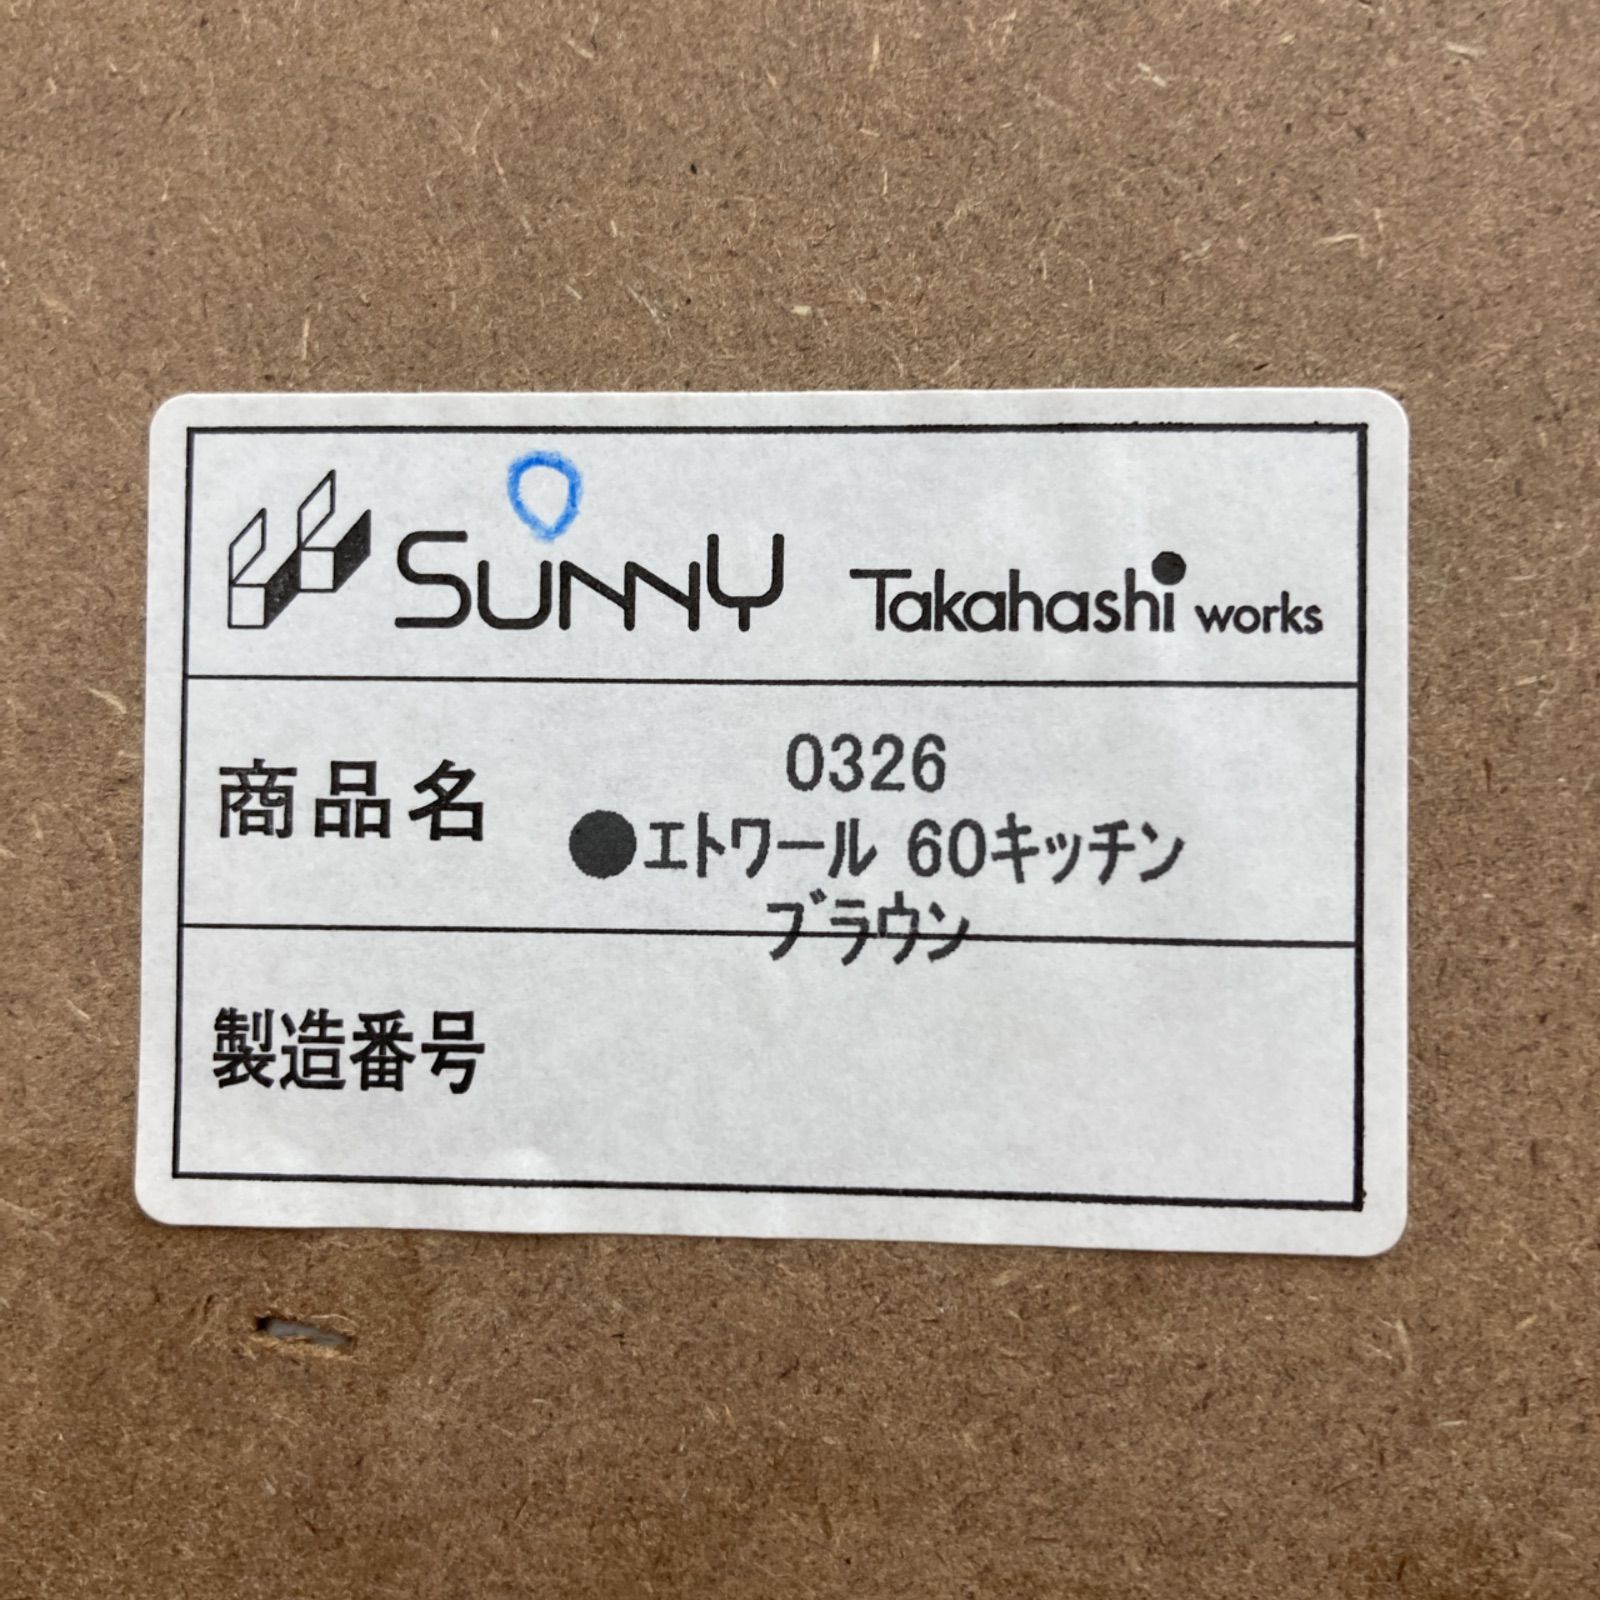 SUNNY Takahashi works
商品名
0326
●エトワール 60キッチン
ブラウン
製造番号